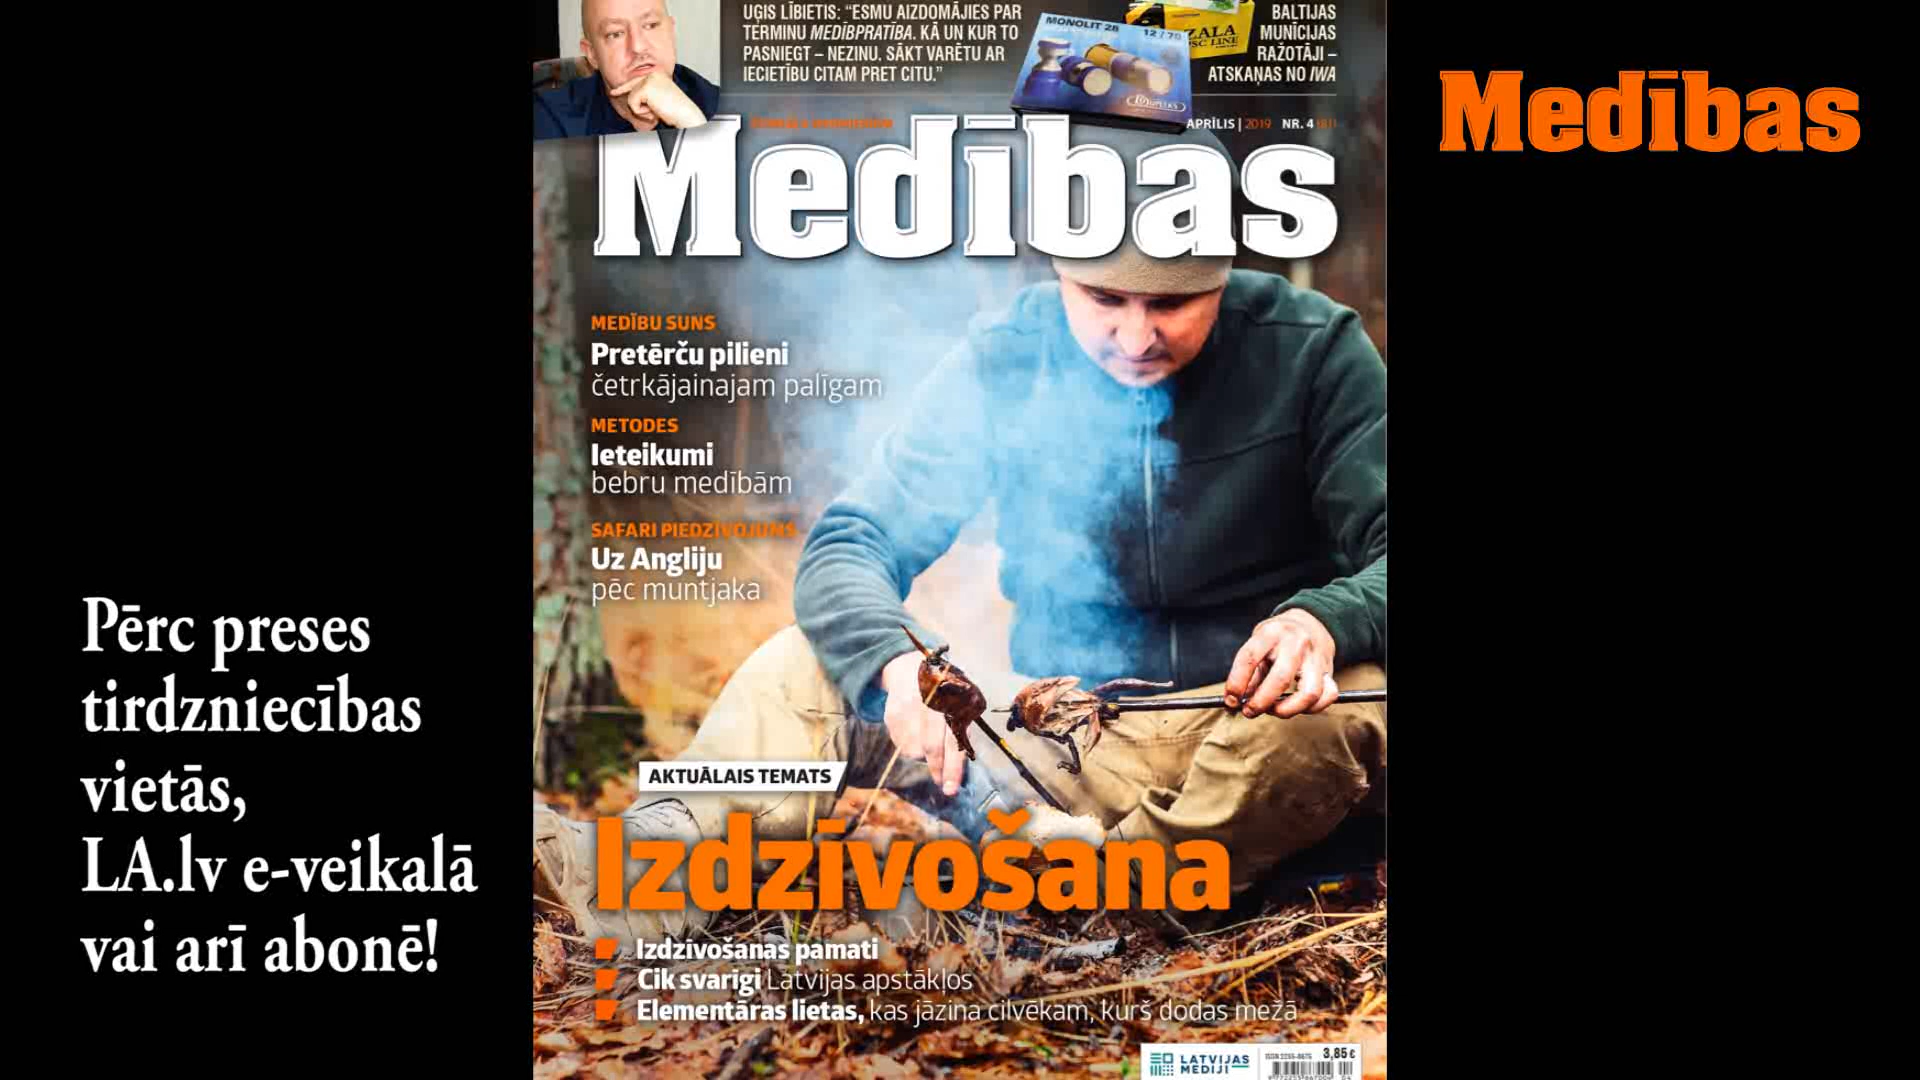 UĢIS LĪBIETIS: “ESMU AIZDOMĀJIES PAR
TERMINU MEDĪBPRATĪBA. KĀ UN KUR TO
PASNIEGT – NEZINU. SĀKT VARĒTU AR
IECIETĪBU CITAM PRET CITU.”
MONOLIT 28
12/70
DUPLEKS
BALTIJAS
MUNĪCIJAS
RAŽOTĀJI –
ATSKAŅAS NO IWA
APRĪLIS | 2019 NR. 4 (81)
Medības
Medības
MEDĪBU SUNS
Pretērču pilieni
četrkājainajam palīgam
METODES
Ieteikumi
bebru medībām
SAFARI PIEDZĪVOJUMS
Uz Angliju
pēc muntjaka
Pērc preses
tirdzniecības
vietās,
LA.lv e-veikalā
vai arī abonē!
AKTUĀLAIS TEMATS
Izdzīvošana
Izdzīvošanas pamati
Cik svarīgi Latvijas apstākļos
Elementāras lietas, kas jāzina cilvēkam, kurš dodas mežā
LATVIJAS
MEDIJI
3,85 €